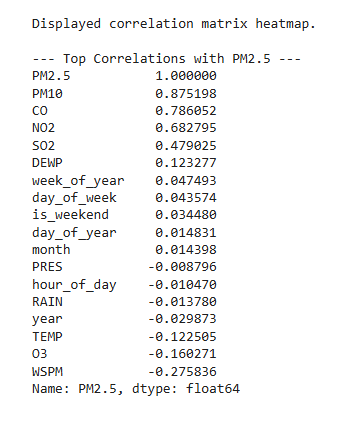 Displayed correlation matrix heatmap.
--- Top Correlations with PM2.5 ---
PM2.5 1.000000
PM10 0.875198
CO 0.786052
NO2 0.682795
SO2 0.479025
DEWP 0.123277
week_of_year 0.047493
day_of_week 0.043574
is_weekend 0.034480
day_of_year 0.014831
month 0.014398
PRES -0.008796
hour_of_day -0.010470
RAIN -0.013780
year -0.029873
TEMP -0.122505
O3 -0.160271
WSPM -0.275836
Name: PM2.5, dtype: float64